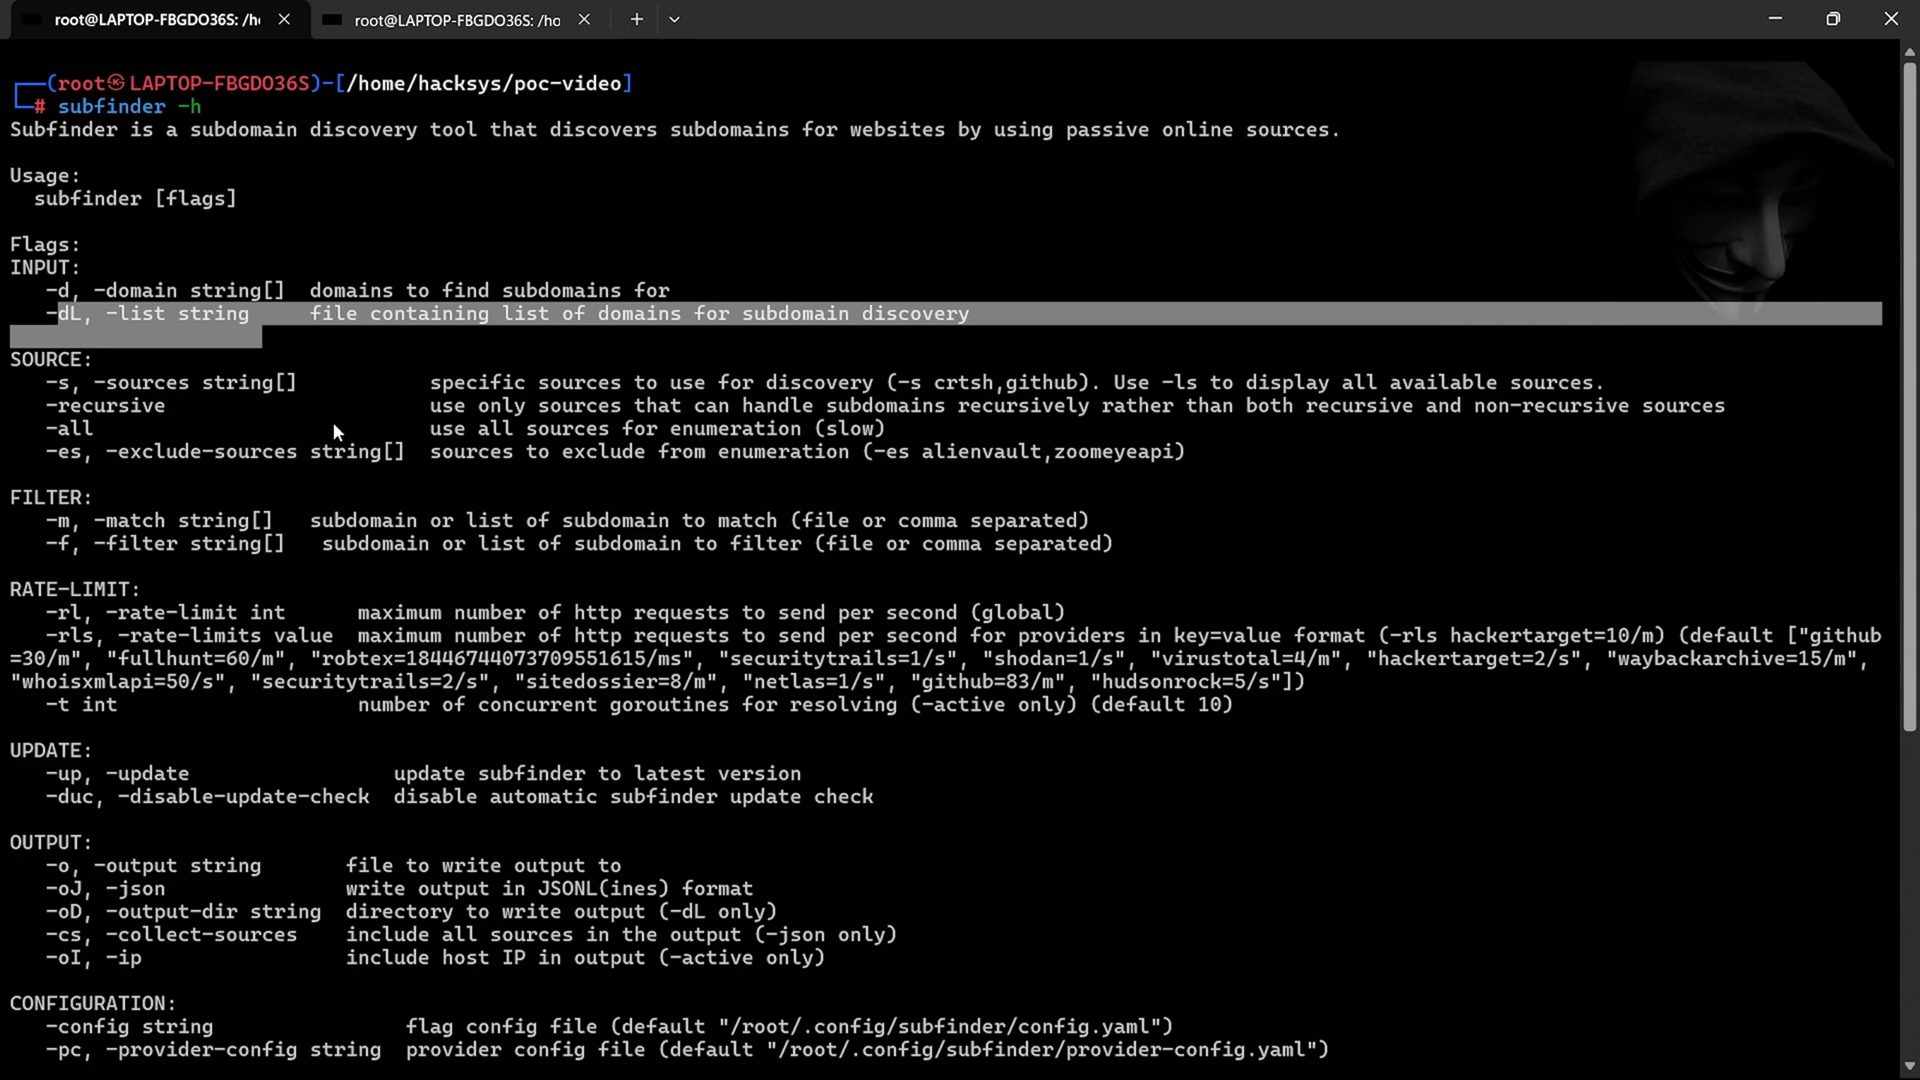 root@LAPTOP-FBGDO36S: /h
root@LAPTOP-FBGDO36S: /ho
(root㉿LAPTOP-FBGDO36S)-[/home/hacksys/poc-video]
# subfinder -h
Subfinder is a subdomain discovery tool that discovers subdomains for websites by using passive online sources.
Usage:
subfinder [flags]
Flags:
INPUT:
-d, -domain string[]  domains to find subdomains for
-dL, -list string     file containing list of domains for subdomain discovery
SOURCE:
-s, -sources string[]           specific sources to use for discovery (-s crtsh,github). Use -ls to display all available sources.
-recursive                      use only sources that can handle subdomains recursively rather than both recursive and non-recursive sources
-all                            use all sources for enumeration (slow)
-es, -exclude-sources string[]  sources to exclude from enumeration (-es alienvault,zoomeyeapi)
FILTER:
-m, -match string[]   subdomain or list of subdomain to match (file or comma separated)
-f, -filter string[]   subdomain or list of subdomain to filter (file or comma separated)
RATE-LIMIT:
-rl, -rate-limit int      maximum number of http requests to send per second (global)
-rls, -rate-limits value  maximum number of http requests to send per second for providers in key=value format (-rls hackertarget=10/m) (default ["github
=30/m", "fullhunt=60/m", "robtex=18446744073709551615/ms", "securitytrails=1/s", "shodan=1/s", "virustotal=4/m", "hackertarget=2/s", "waybackarchive=15/m",
"whoisxmlapi=50/s", "securitytrails=2/s", "sitedossier=8/m", "netlas=1/s", "github=83/m", "hudsonrock=5/s"])
-t int                    number of concurrent goroutines for resolving (-active only) (default 10)
UPDATE:
-up, -update                 update subfinder to latest version
-duc, -disable-update-check  disable automatic subfinder update check
OUTPUT:
-o, -output string       file to write output to
-oJ, -json               write output in JSONL(ines) format
-oD, -output-dir string  directory to write output (-dL only)
-cs, -collect-sources    include all sources in the output (-json only)
-oI, -ip                 include host IP in output (-active only)
CONFIGURATION:
-config string                flag config file (default "/root/.config/subfinder/config.yaml")
-pc, -provider-config string  provider config file (default "/root/.config/subfinder/provider-config.yaml")